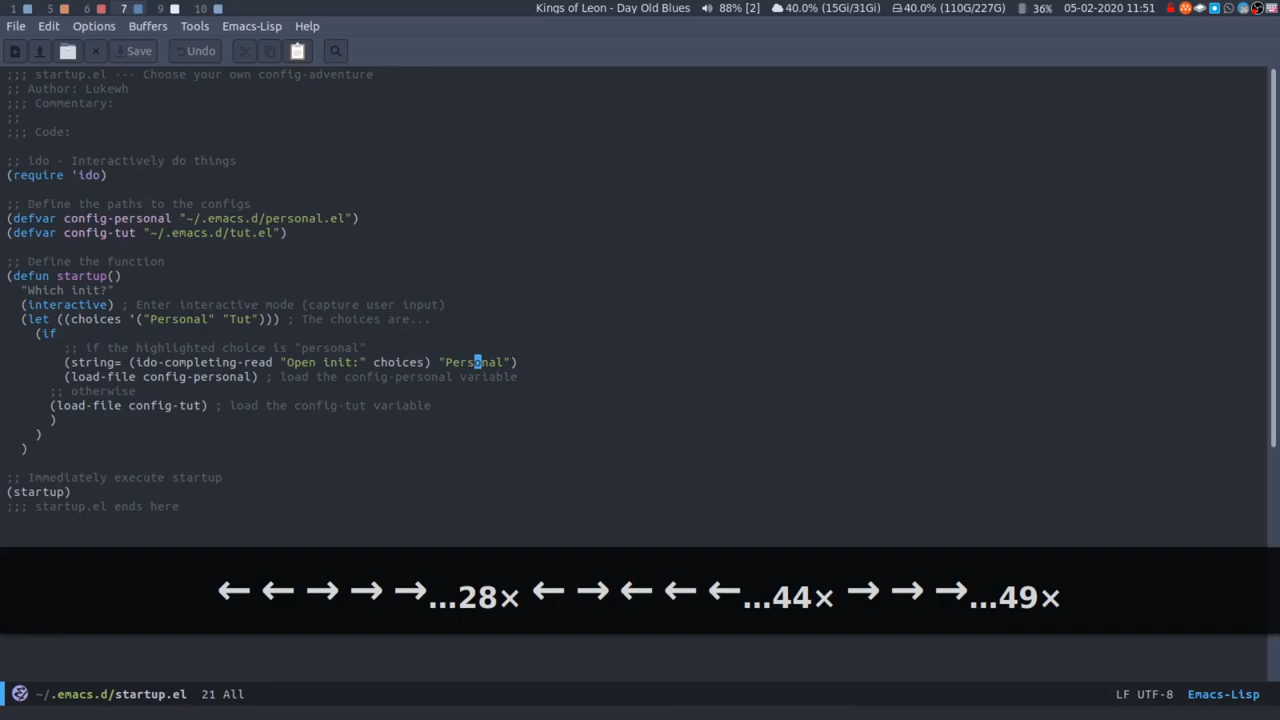 1 5 6 7 9 10 Kings of Leon - Day Old Blues 88% [2] 40.0% (15Gi/31Gi) 40.0% (110G/227G) 36% 05-02-2020 11:51
File Edit Options Buffers Tools Emacs-Lisp Help
Save Undo
;;; startup.el --- Choose your own config-adventure
;; Author: Lukewh
;;; Commentary:
;;
;;; Code:
;; ido - Interactively do things
(require 'ido)
;; Define the paths to the configs
(defvar config-personal "~/.emacs.d/personal.el")
(defvar config-tut "~/.emacs.d/tut.el")
;; Define the function
(defun startup()
"Which init?"
(interactive) ; Enter interactive mode (capture user input)
(let ((choices '("Personal" "Tut"))) ; The choices are...
(if
;; if the highlighted choice is "personal"
(string= (ido-completing-read "Open init:" choices) "Personal")
(load-file config-personal) ; load the config-personal variable
;; otherwise
(load-file config-tut) ; load the config-tut variable
)
)
)
;; Immediately execute startup
(startup)
;;; startup.el ends here
← ← → → →...28× ← → ← ← ←...44× → → →...49×
~/.emacs.d/startup.el 21 All LF UTF-8 Emacs-Lisp